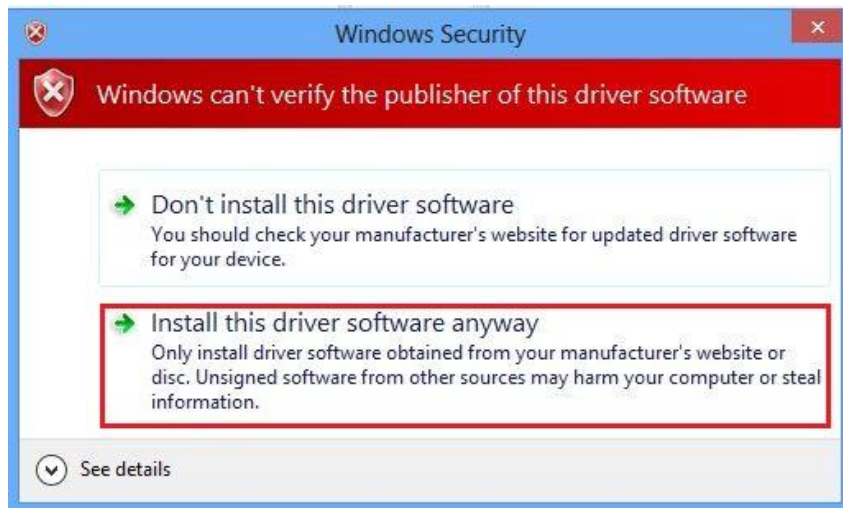 Windows Security
Windows can't verify the publisher of this driver software
Don't install this driver software
You should check your manufacturer's website for updated driver software
for your device.
Install this driver software anyway
Only install driver software obtained from your manufacturer's website or
disc. Unsigned software from other sources may harm your computer or steal
information.
See details